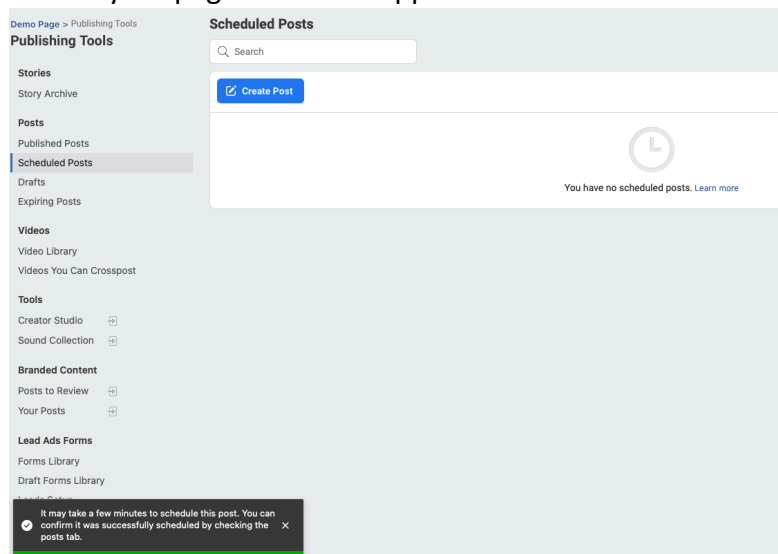 Demo Page > Publishing Tools
Publishing Tools
Stories
Story Archive
Posts
Published Posts
Scheduled Posts
Drafts
Expiring Posts
Videos
Video Library
Videos You Can Crosspost
Tools
Creator Studio
Sound Collection
Branded Content
Posts to Review
Your Posts
Lead Ads Forms
Forms Library
Draft Forms Library
Scheduled Posts
Search
Create Post
You have no scheduled posts. Learn more
It may take a few minutes to schedule this post. You can
confirm it was successfully scheduled by checking the
posts tab.